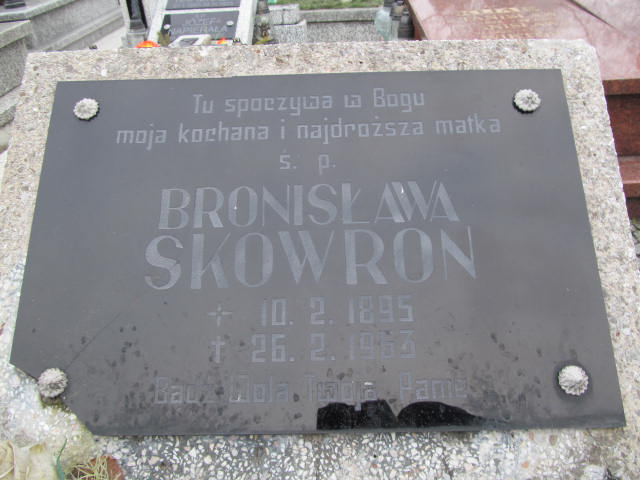 JÓZEFA
Tu spoczywa w Bogu
moja kochana i najdroższa matka
ś. p.
BRONISŁAWA
SKOWRON
10. 2. 1895
† 26. 2. 1963
Bądź Wola Twoja Panie